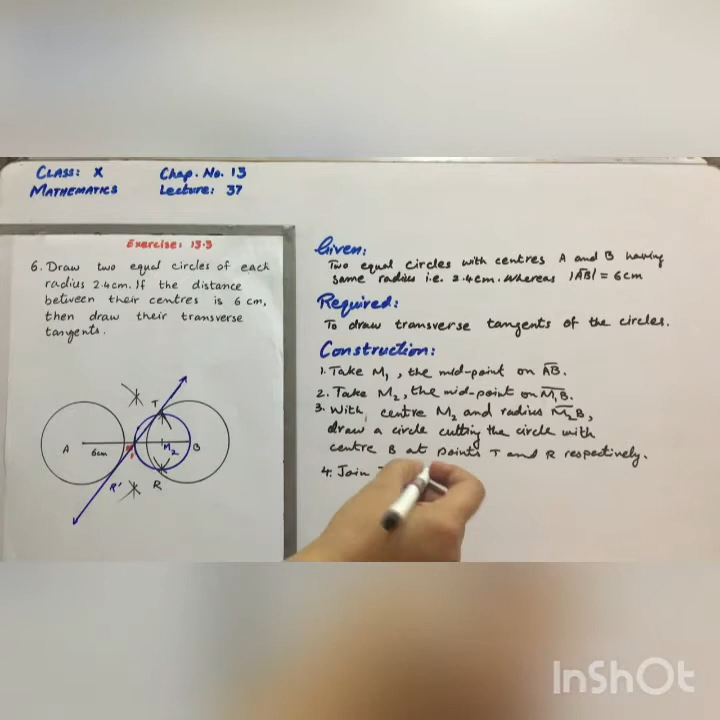 CLASS: X
Chap. No. 13
MATHEMATICS
Lecture: 37
Exercise: 13.3
6. Draw two equal circles of each
radius 2.4cm. If the distance
between their centres is 6 cm,
then draw their transverse
tangents.
T
A
6cm
M2
B
R'
R
Given:
Two equal circles with centres A and B having
same radius i.e. 2.4cm. Whereas |AB| = 6cm
Required:
To draw transverse tangents of the circles.
Construction:
1. Take M1, the mid-point on AB.
2. Take M2, the mid-point on M1B.
3. With centre M2 and radius M2B,
draw a circle cutting the circle with
centre B at points T and R respectively.
4. Join
InShOt